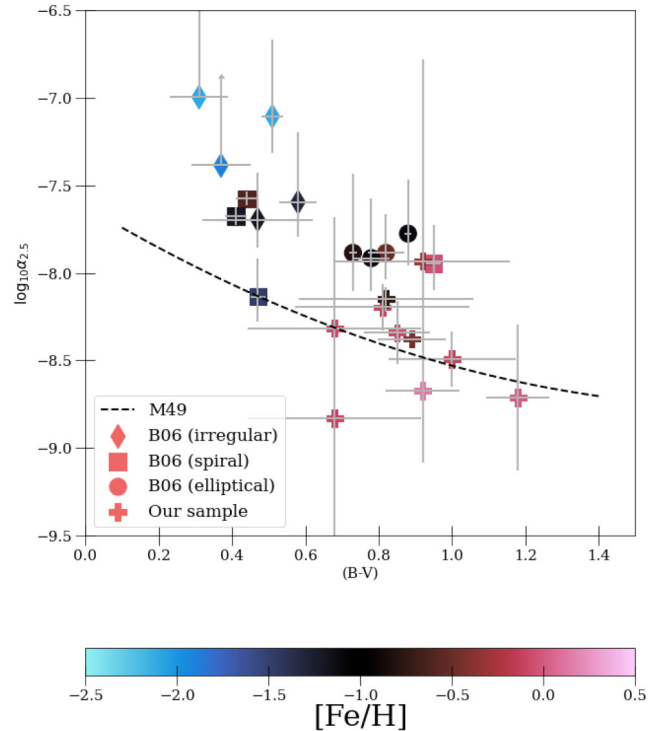 −6.5
−7.0
−7.5
−8.0
−8.5
−9.0
−9.5
log₁₀α₂.₅
M49
B06 (irregular)
B06 (spiral)
B06 (elliptical)
Our sample
0.0 0.2 0.4 0.6 0.8 1.0 1.2 1.4
(B-V)
−2.5 −2.0 −1.5 −1.0 −0.5 0.0 0.5
[Fe/H]